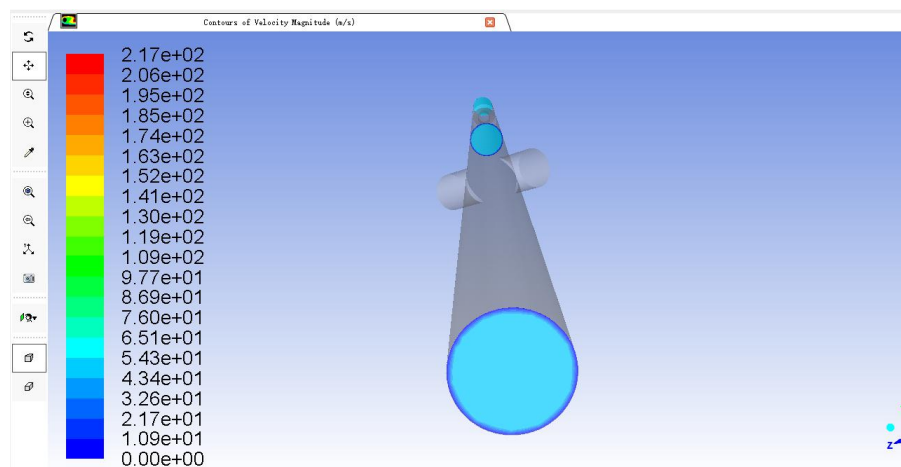 Contours of Velocity Magnitude (m/s)
2.17e+02
2.06e+02
1.95e+02
1.85e+02
1.74e+02
1.63e+02
1.52e+02
1.41e+02
1.30e+02
1.19e+02
1.09e+02
9.77e+01
8.69e+01
7.60e+01
6.51e+01
5.43e+01
4.34e+01
3.26e+01
2.17e+01
1.09e+01
0.00e+00
Z